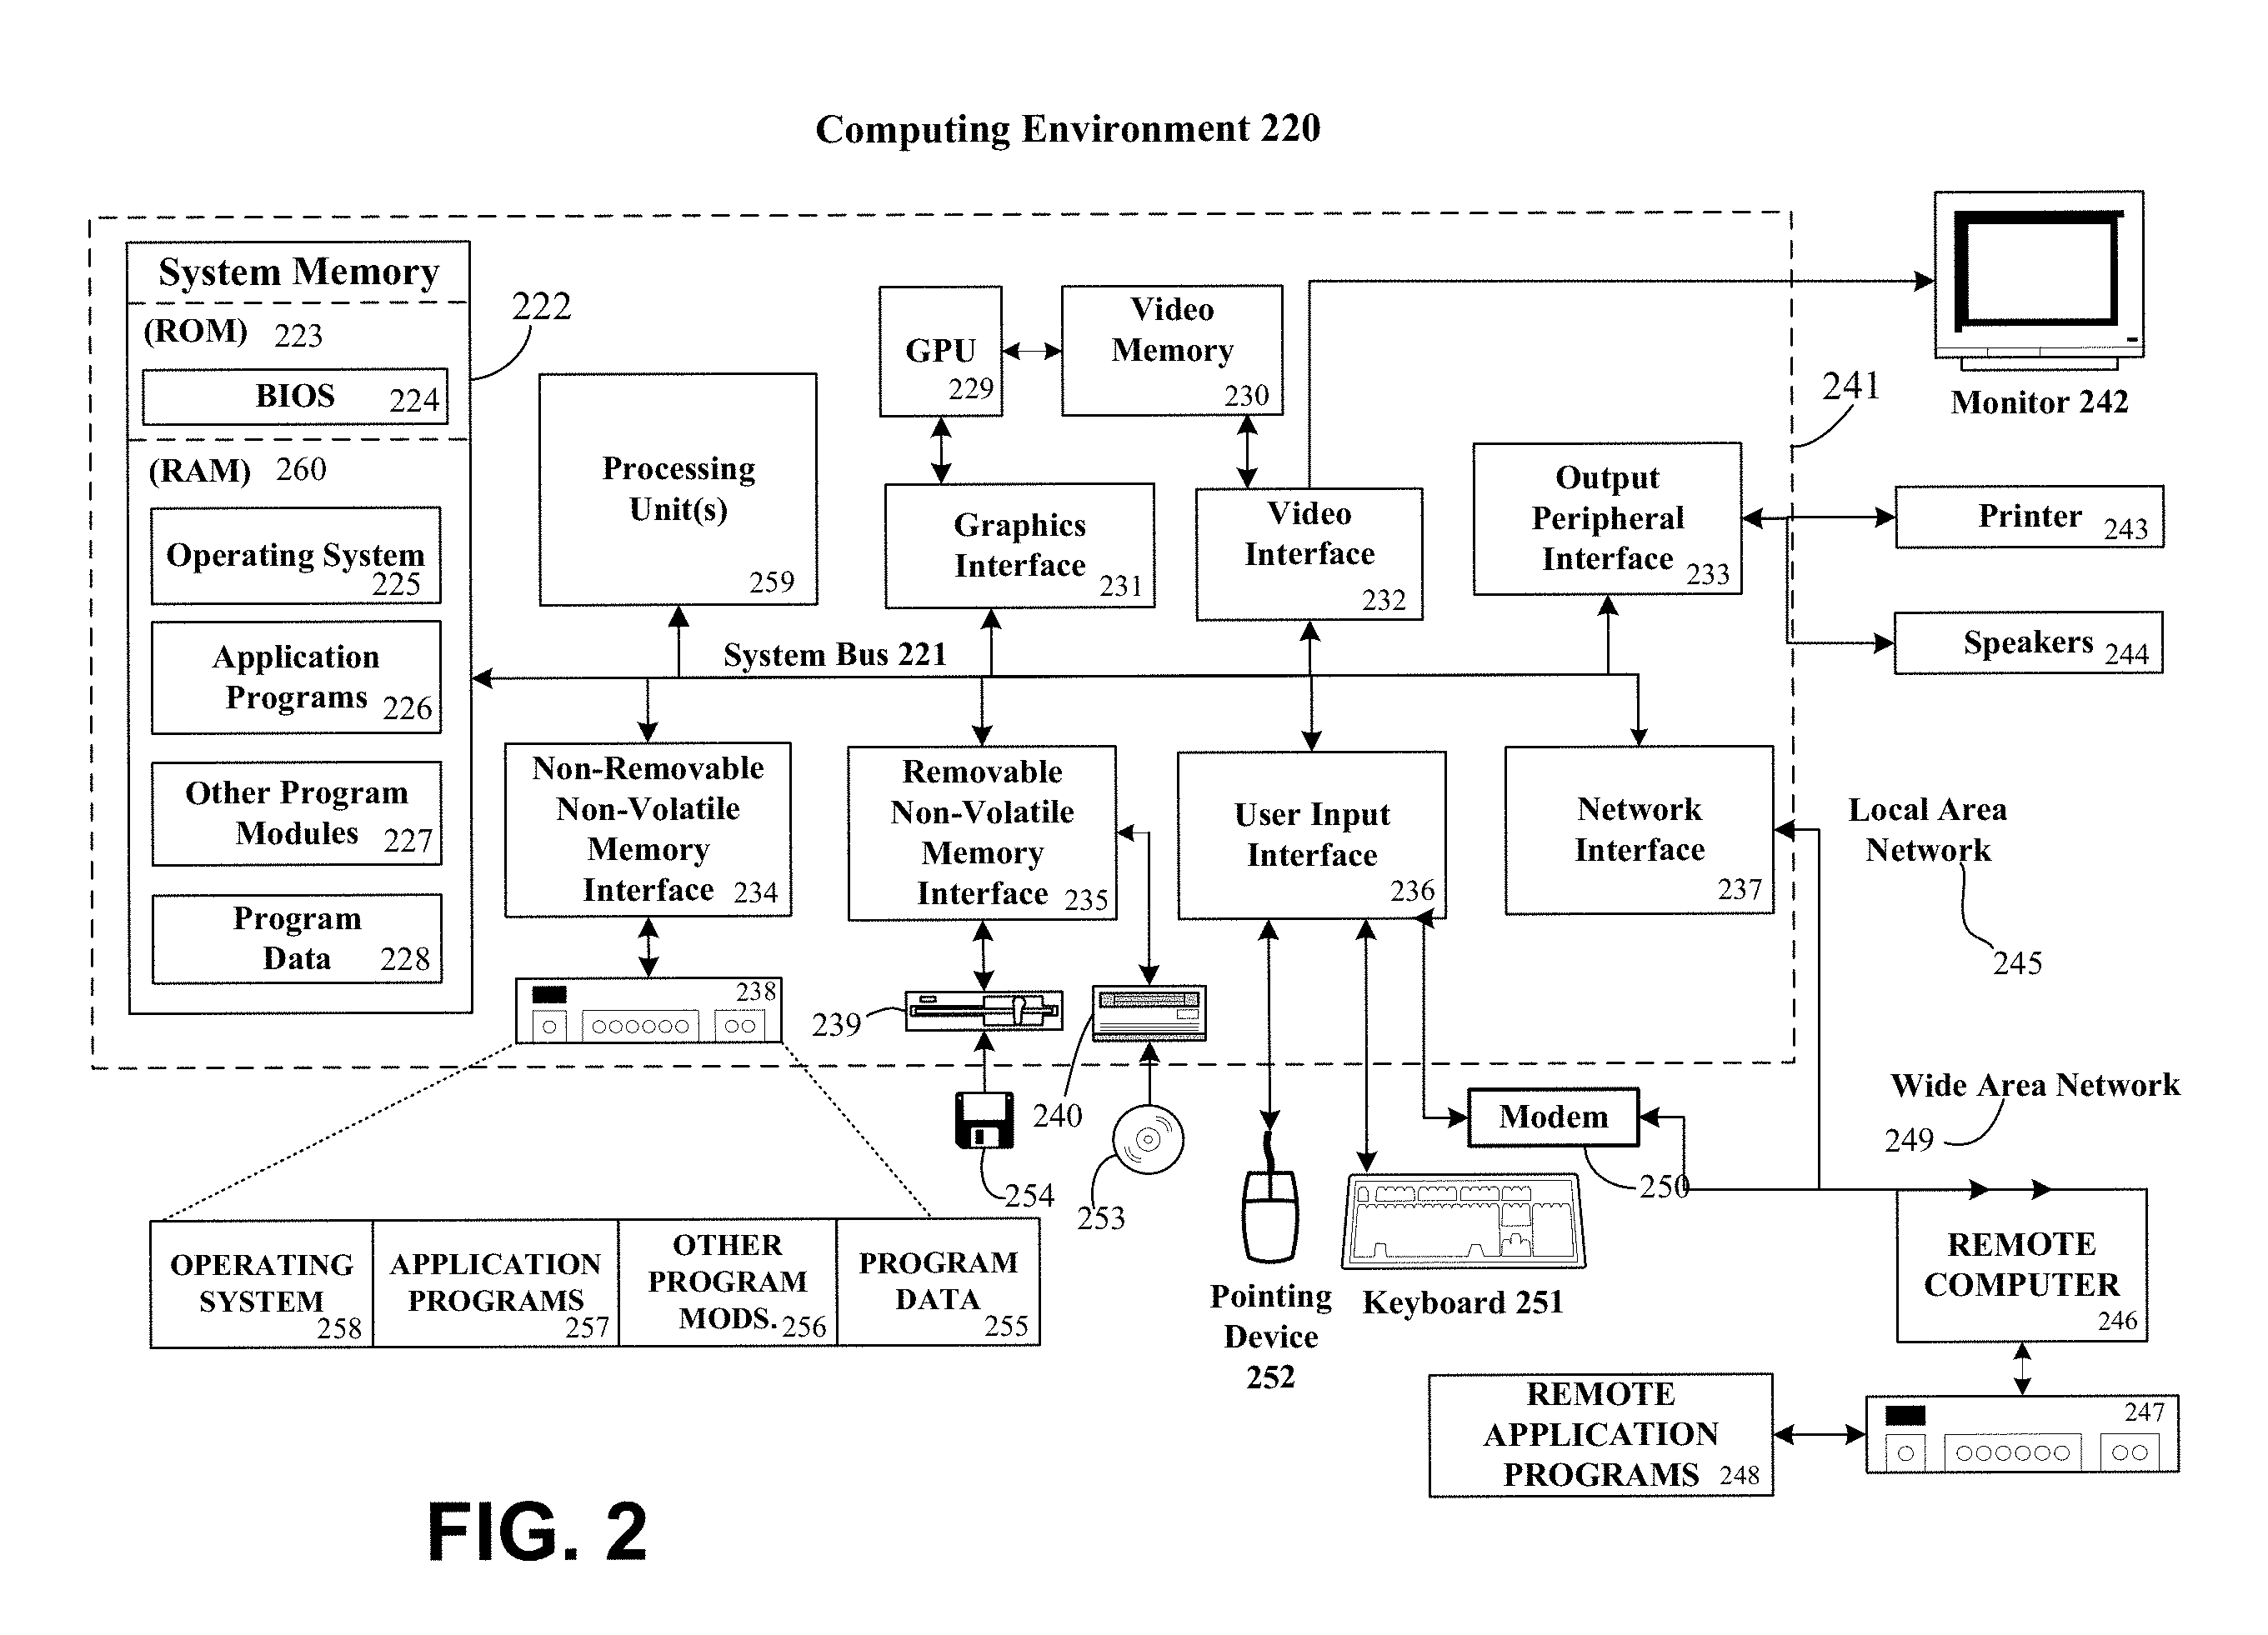 Computing Environment 220
System Memory
(ROM) 223
222
BIOS 224
(RAM) 260
Operating System
225
Application
Programs 226
Other Program
Modules 227
Program
Data 228
Processing
Unit(s)
259
GPU
229
Video
Memory
230
Graphics
Interface 231
Video
Interface
232
Output
Peripheral
Interface 233
241
Monitor 242
Printer 243
Speakers 244
System Bus 221
Non-Removable
Non-Volatile
Memory
Interface 234
Removable
Non-Volatile
Memory
Interface 235
User Input
Interface
236
Network
Interface
237
Local Area
Network
245
238
239
240
254
253
Modem
250
Wide Area Network
249
OPERATING
SYSTEM
258
APPLICATION
PROGRAMS
257
OTHER
PROGRAM
MODS. 256
PROGRAM
DATA
255
Pointing
Device
252
Keyboard 251
REMOTE
COMPUTER
246
REMOTE
APPLICATION
PROGRAMS 248
247
FIG. 2